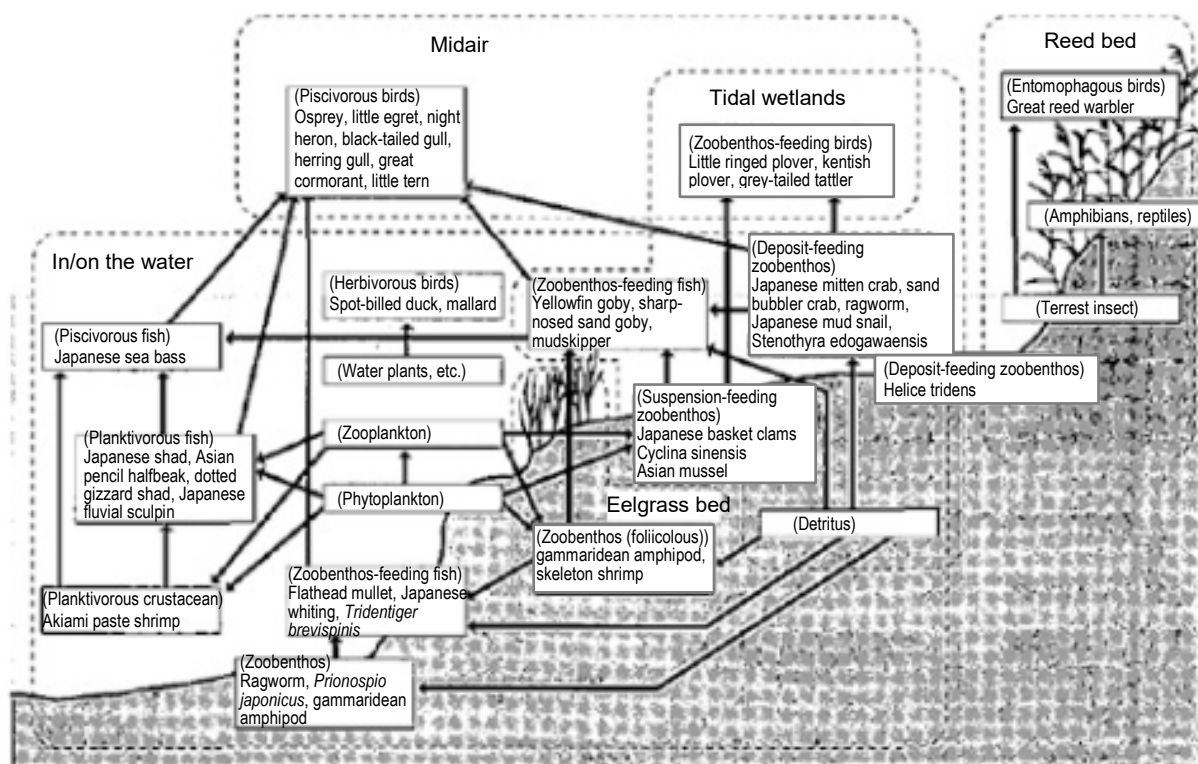 Midair
Reed bed
(Entomophagous birds)
Great reed warbler
(Piscivorous birds)
Osprey, little egret, night
heron, black-tailed gull,
herring gull, great
cormorant, little tern
Tidal wetlands
(Zoobenthos-feeding birds)
Little ringed plover, kentish
plover, grey-tailed tattler
(Amphibians, reptiles)
In/on the water
(Deposit-feeding
zoobenthos)
Japanese mitten crab, sand
bubbler crab, ragworm,
Japanese mud snail,
Stenothyra edogawaensis
(Herbivorous birds)
Spot-billed duck, mallard
(Zoobenthos-feeding fish)
Yellowfin goby, sharp-
nosed sand goby,
mudskipper
(Terrest insect)
(Piscivorous fish)
Japanese sea bass
(Water plants, etc.)
(Deposit-feeding zoobenthos)
Helice tridens
(Suspension-feeding
zoobenthos)
Japanese basket clams
Cyclina sinensis
Asian mussel
(Planktivorous fish)
Japanese shad, Asian
pencil halfbeak, dotted
gizzard shad, Japanese
fluvial sculpin
(Zooplankton)
(Phytoplankton)
Eelgrass bed
(Detritus)
(Zoobenthos (foliicolous))
gammaridean amphipod,
skeleton shrimp
(Zoobenthos-feeding fish)
Flathead mullet, Japanese
whiting, Tridentiger
brevispinis
(Planktivorous crustacean)
Akiami paste shrimp
(Zoobenthos)
Ragworm, Prionospio
japonicus, gammaridean
amphipod